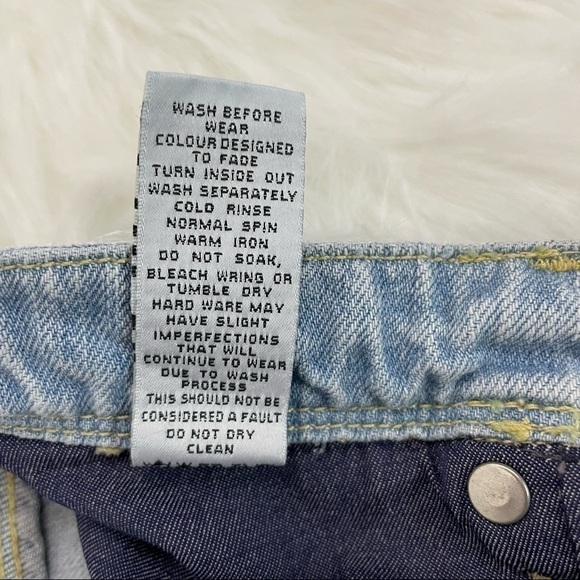 WASH BEFORE
WEAR
COLOUR DESIGNED
TO FADE
TURN INSIDE OUT
WASH SEPARATELY
COLD RINSE
NORMAL SPIN
WARM IRON
DO NOT SOAK,
BLEACH WRING OR
TUMBLE DRY
HARD WARE MAY
HAVE SLIGHT
IMPERFECTIONS
THAT WILL
CONTINUE TO WEAR
DUE TO WASH
PROCESS
THIS SHOULD NOT BE
CONSIDERED A FAULT
DO NOT DRY
CLEAN